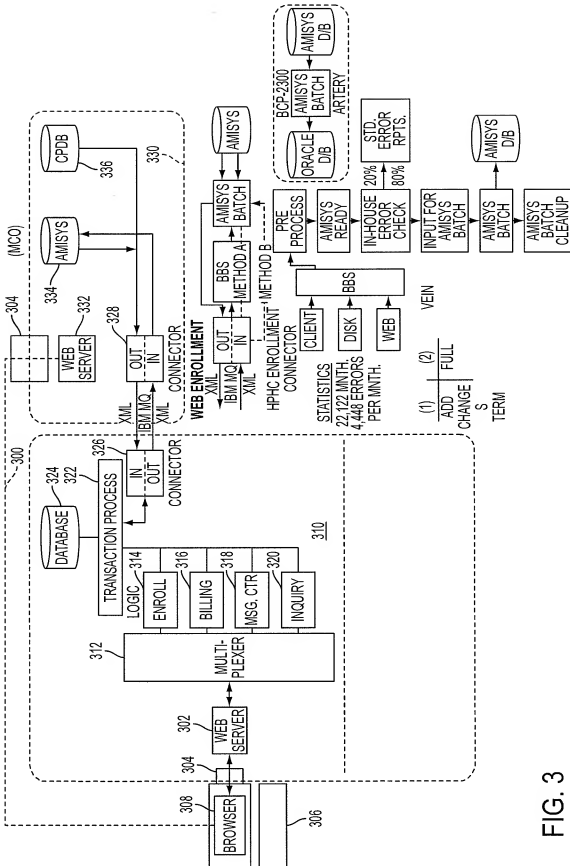 300
304
(MCO)
WEB
SERVER
332
AMISYS
334
CPDB
336
330
328
OUT
IN
CONNECTOR
XML
IBM MQ
XML
324
DATABASE
322
TRANSACTION PROCESS
326
IN
OUT
CONNECTOR
LOGIC
314
ENROLL
316
BILLING
318
MSG. CTR
320
INQUIRY
310
312
MULTI-
PLEXER
302
WEB
SERVER
304
308
BROWSER
306
WEB ENROLLMENT
XML
IBM MQ
XML
OUT
IN
HPHC ENROLLMENT
CONNECTOR
BBS
METHOD A
METHOD B
AMISYS
BATCH
AMISYS
BCP-2300
ORACLE
D/B
AMISYS
BATCH
AMISYS
D/B
ARTERY
STATISTICS
22,122 MNTH.
4,448 ERRORS
PER MNTH.
CLIENT
DISK
WEB
BBS
VEIN
PRE
PROCESS
AMISYS
READY
IN-HOUSE
ERROR
CHECK
20%
80%
STD.
ERROR
RPTS.
INPUT FOR
AMISYS
BATCH
AMISYS
BATCH
AMISYS
D/B
AMISYS
BATCH
CLEANUP
(1)
(2)
ADD
FULL
CHANGE
S
TERM
FIG. 3